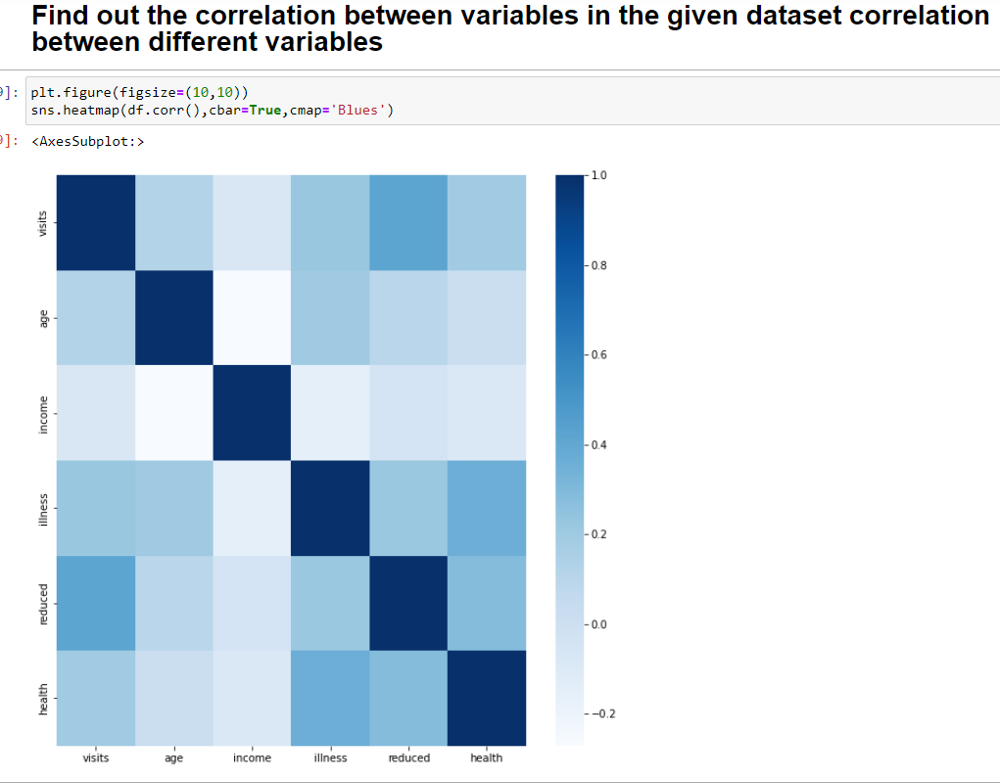 Find out the correlation between variables in the given dataset correlation
between different variables
]: plt.figure(figsize=(10,10))
sns.heatmap(df.corr(),cbar=True,cmap='Blues')
]: <AxesSubplot:>
visits
age
income
illness
reduced
health
visits age income illness reduced health
1.0
0.8
0.6
0.4
0.2
0.0
−0.2